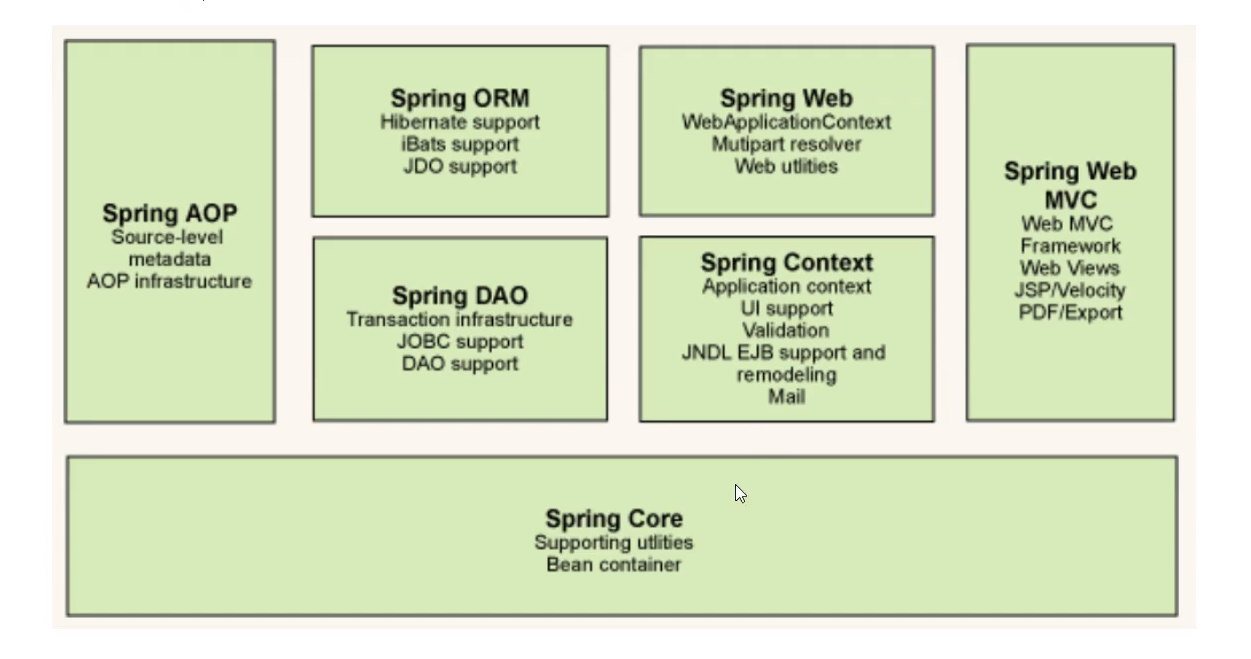 Spring AOP
Source-level
metadata
AOP infrastructure
Spring ORM
Hibernate support
iBats support
JDO support
Spring DAO
Transaction infrastructure
JOBC support
DAO support
Spring Web
WebApplicationContext
Mutipart resolver
Web utlities
Spring Context
Application context
UI support
Validation
JNDL EJB support and
remodeling
Mail
Spring Web
MVC
Web MVC
Framework
Web Views
JSP/Velocity
PDF/Export
Spring Core
Supporting utlities
Bean container